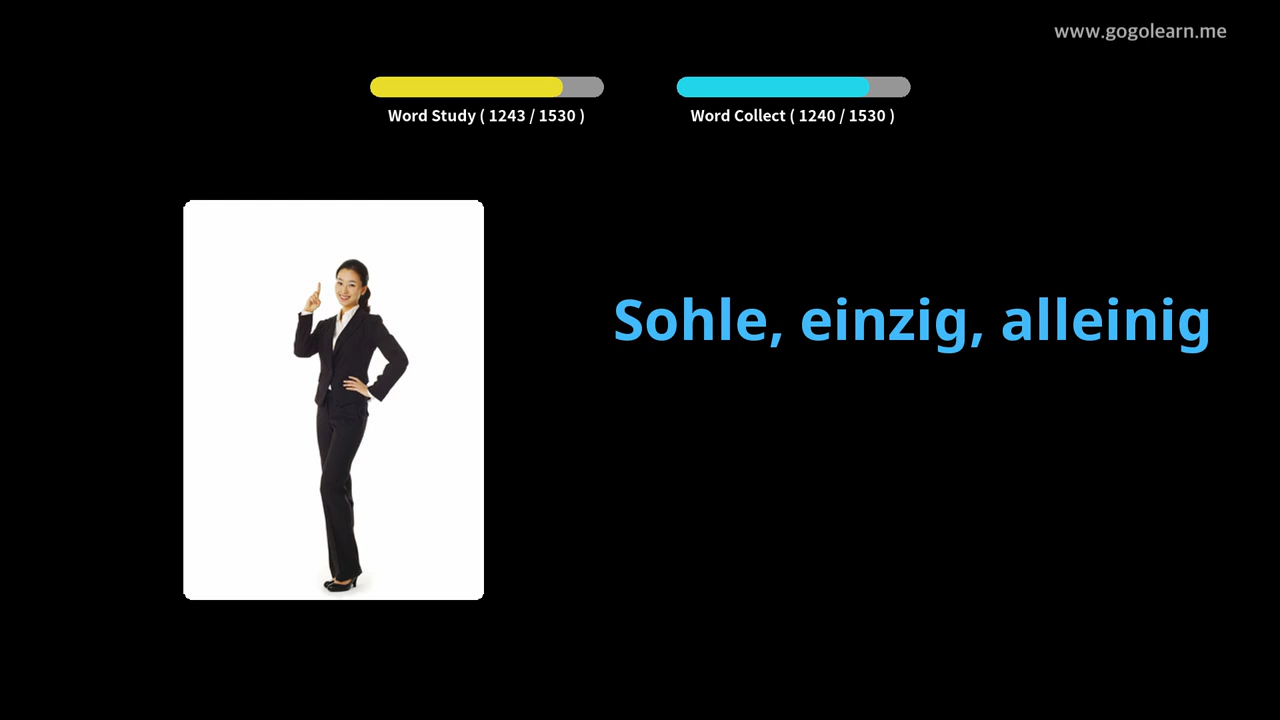 www.gogolearn.me
Word Study ( 1243 / 1530 )
Word Collect ( 1240 / 1530 )
Sohle, einzig, alleinig